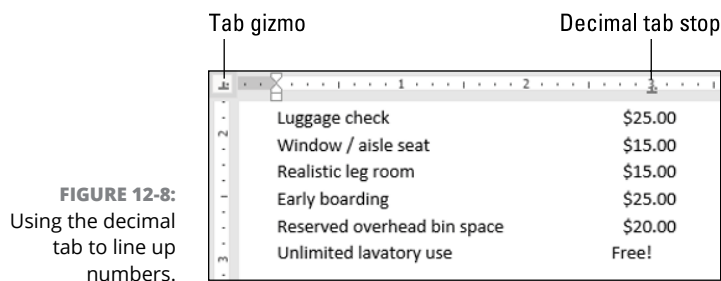 Tab gizmo Decimal tab stop
1 2 3
Luggage check $25.00
2
Window / aisle seat $15.00
Realistic leg room $15.00
Early boarding $25.00
Reserved overhead bin space $20.00
Unlimited lavatory use Free!
3
FIGURE 12-8:
Using the decimal
tab to line up
numbers.